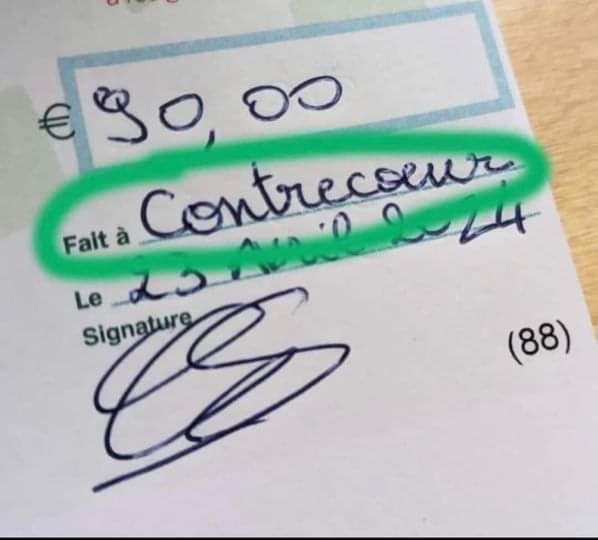 € 90,00
Fait à Contrecoeur
Le 23 Avril 2024
Signature
(88)